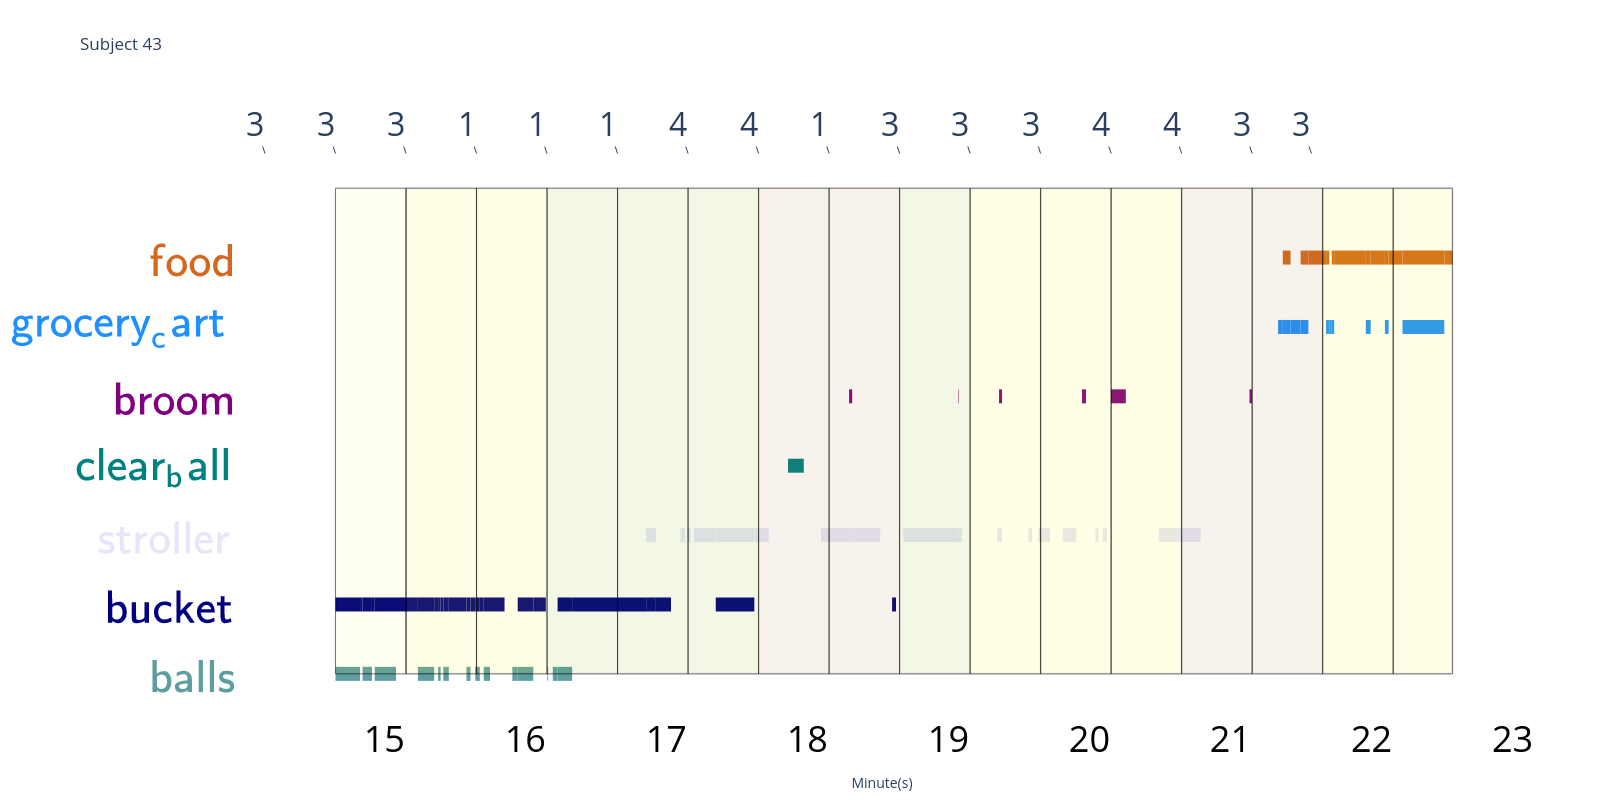 Subject 43
3 3 3 1 1 1 4 4 1 3 3 3 4 4 3 3
food
grocery_cart
broom
clear_ball
stroller
bucket
balls
15 16 17 18 19 20 21 22 23
Minute(s)